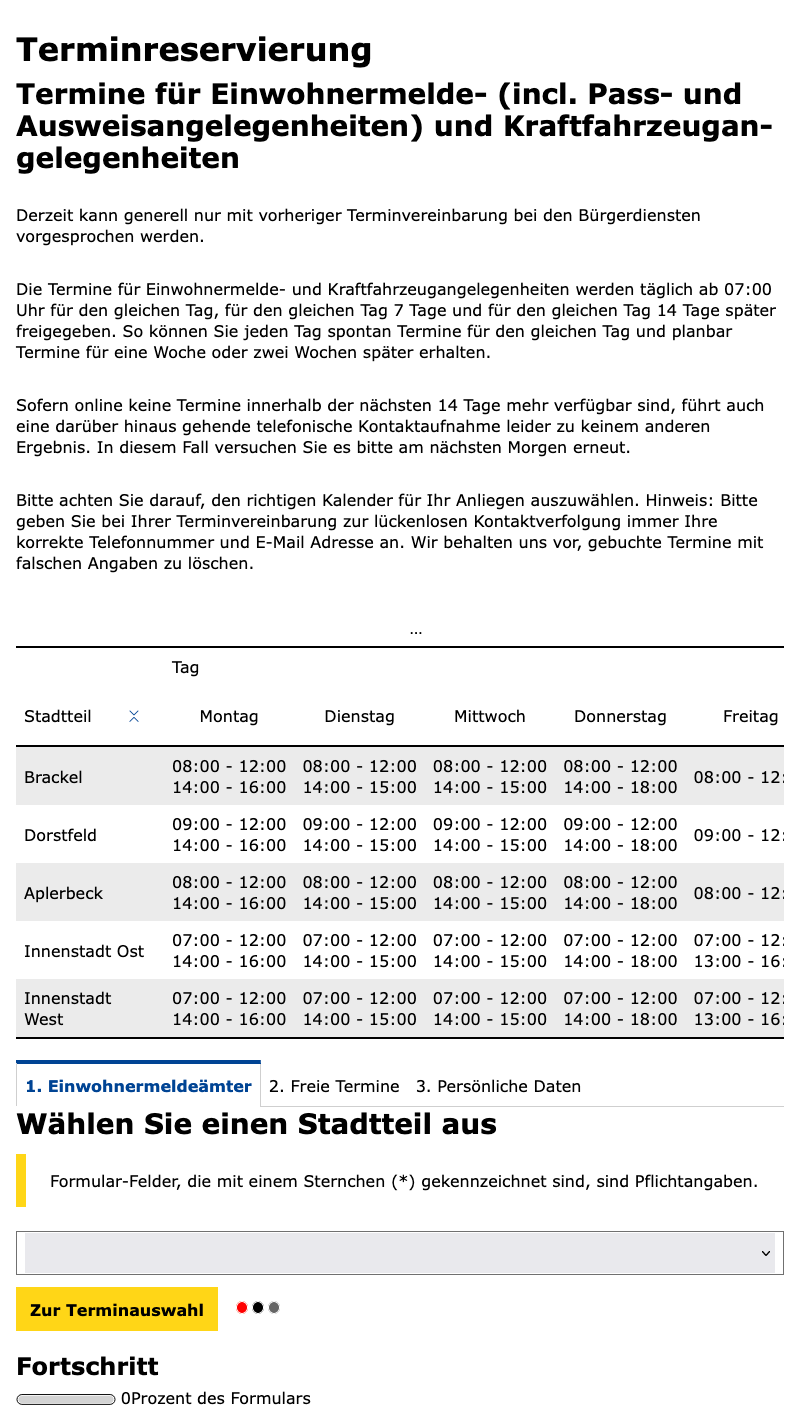 Terminreservierung
Termine für Einwohnermelde- (incl. Pass- und
Ausweisangelegenheiten) und Kraftfahrzeugan-
gelegenheiten
Derzeit kann generell nur mit vorheriger Terminvereinbarung bei den Bürgerdiensten
vorgesprochen werden.
Die Termine für Einwohnermelde- und Kraftfahrzeugangelegenheiten werden täglich ab 07:00
Uhr für den gleichen Tag, für den gleichen Tag 7 Tage und für den gleichen Tag 14 Tage später
freigegeben. So können Sie jeden Tag spontan Termine für den gleichen Tag und planbar
Termine für eine Woche oder zwei Wochen später erhalten.
Sofern online keine Termine innerhalb der nächsten 14 Tage mehr verfügbar sind, führt auch
eine darüber hinaus gehende telefonische Kontaktaufnahme leider zu keinem anderen
Ergebnis. In diesem Fall versuchen Sie es bitte am nächsten Morgen erneut.
Bitte achten Sie darauf, den richtigen Kalender für Ihr Anliegen auszuwählen. Hinweis: Bitte
geben Sie bei Ihrer Terminvereinbarung zur lückenlosen Kontaktverfolgung immer Ihre
korrekte Telefonnummer und E-Mail Adresse an. Wir behalten uns vor, gebuchte Termine mit
falschen Angaben zu löschen.
...
Tag
Stadtteil Montag Dienstag Mittwoch Donnerstag Freitag
Brackel 08:00 - 12:00 08:00 - 12:00 08:00 - 12:00 08:00 - 12:00 08:00 - 12:
14:00 - 16:00 14:00 - 15:00 14:00 - 15:00 14:00 - 18:00
Dorstfeld 09:00 - 12:00 09:00 - 12:00 09:00 - 12:00 09:00 - 12:00 09:00 - 12:
14:00 - 16:00 14:00 - 15:00 14:00 - 15:00 14:00 - 18:00
Aplerbeck 08:00 - 12:00 08:00 - 12:00 08:00 - 12:00 08:00 - 12:00 08:00 - 12:
14:00 - 16:00 14:00 - 15:00 14:00 - 15:00 14:00 - 18:00
Innenstadt Ost 07:00 - 12:00 07:00 - 12:00 07:00 - 12:00 07:00 - 12:00 07:00 - 12:
14:00 - 16:00 14:00 - 15:00 14:00 - 15:00 14:00 - 18:00 13:00 - 16:
Innenstadt 07:00 - 12:00 07:00 - 12:00 07:00 - 12:00 07:00 - 12:00 07:00 - 12:
West 14:00 - 16:00 14:00 - 15:00 14:00 - 15:00 14:00 - 18:00 13:00 - 16:
1. Einwohnermeldeämter 2. Freie Termine 3. Persönliche Daten
Wählen Sie einen Stadtteil aus
Formular-Felder, die mit einem Sternchen (*) gekennzeichnet sind, sind Pflichtangaben.
Zur Terminauswahl
Fortschritt
0Prozent des Formulars